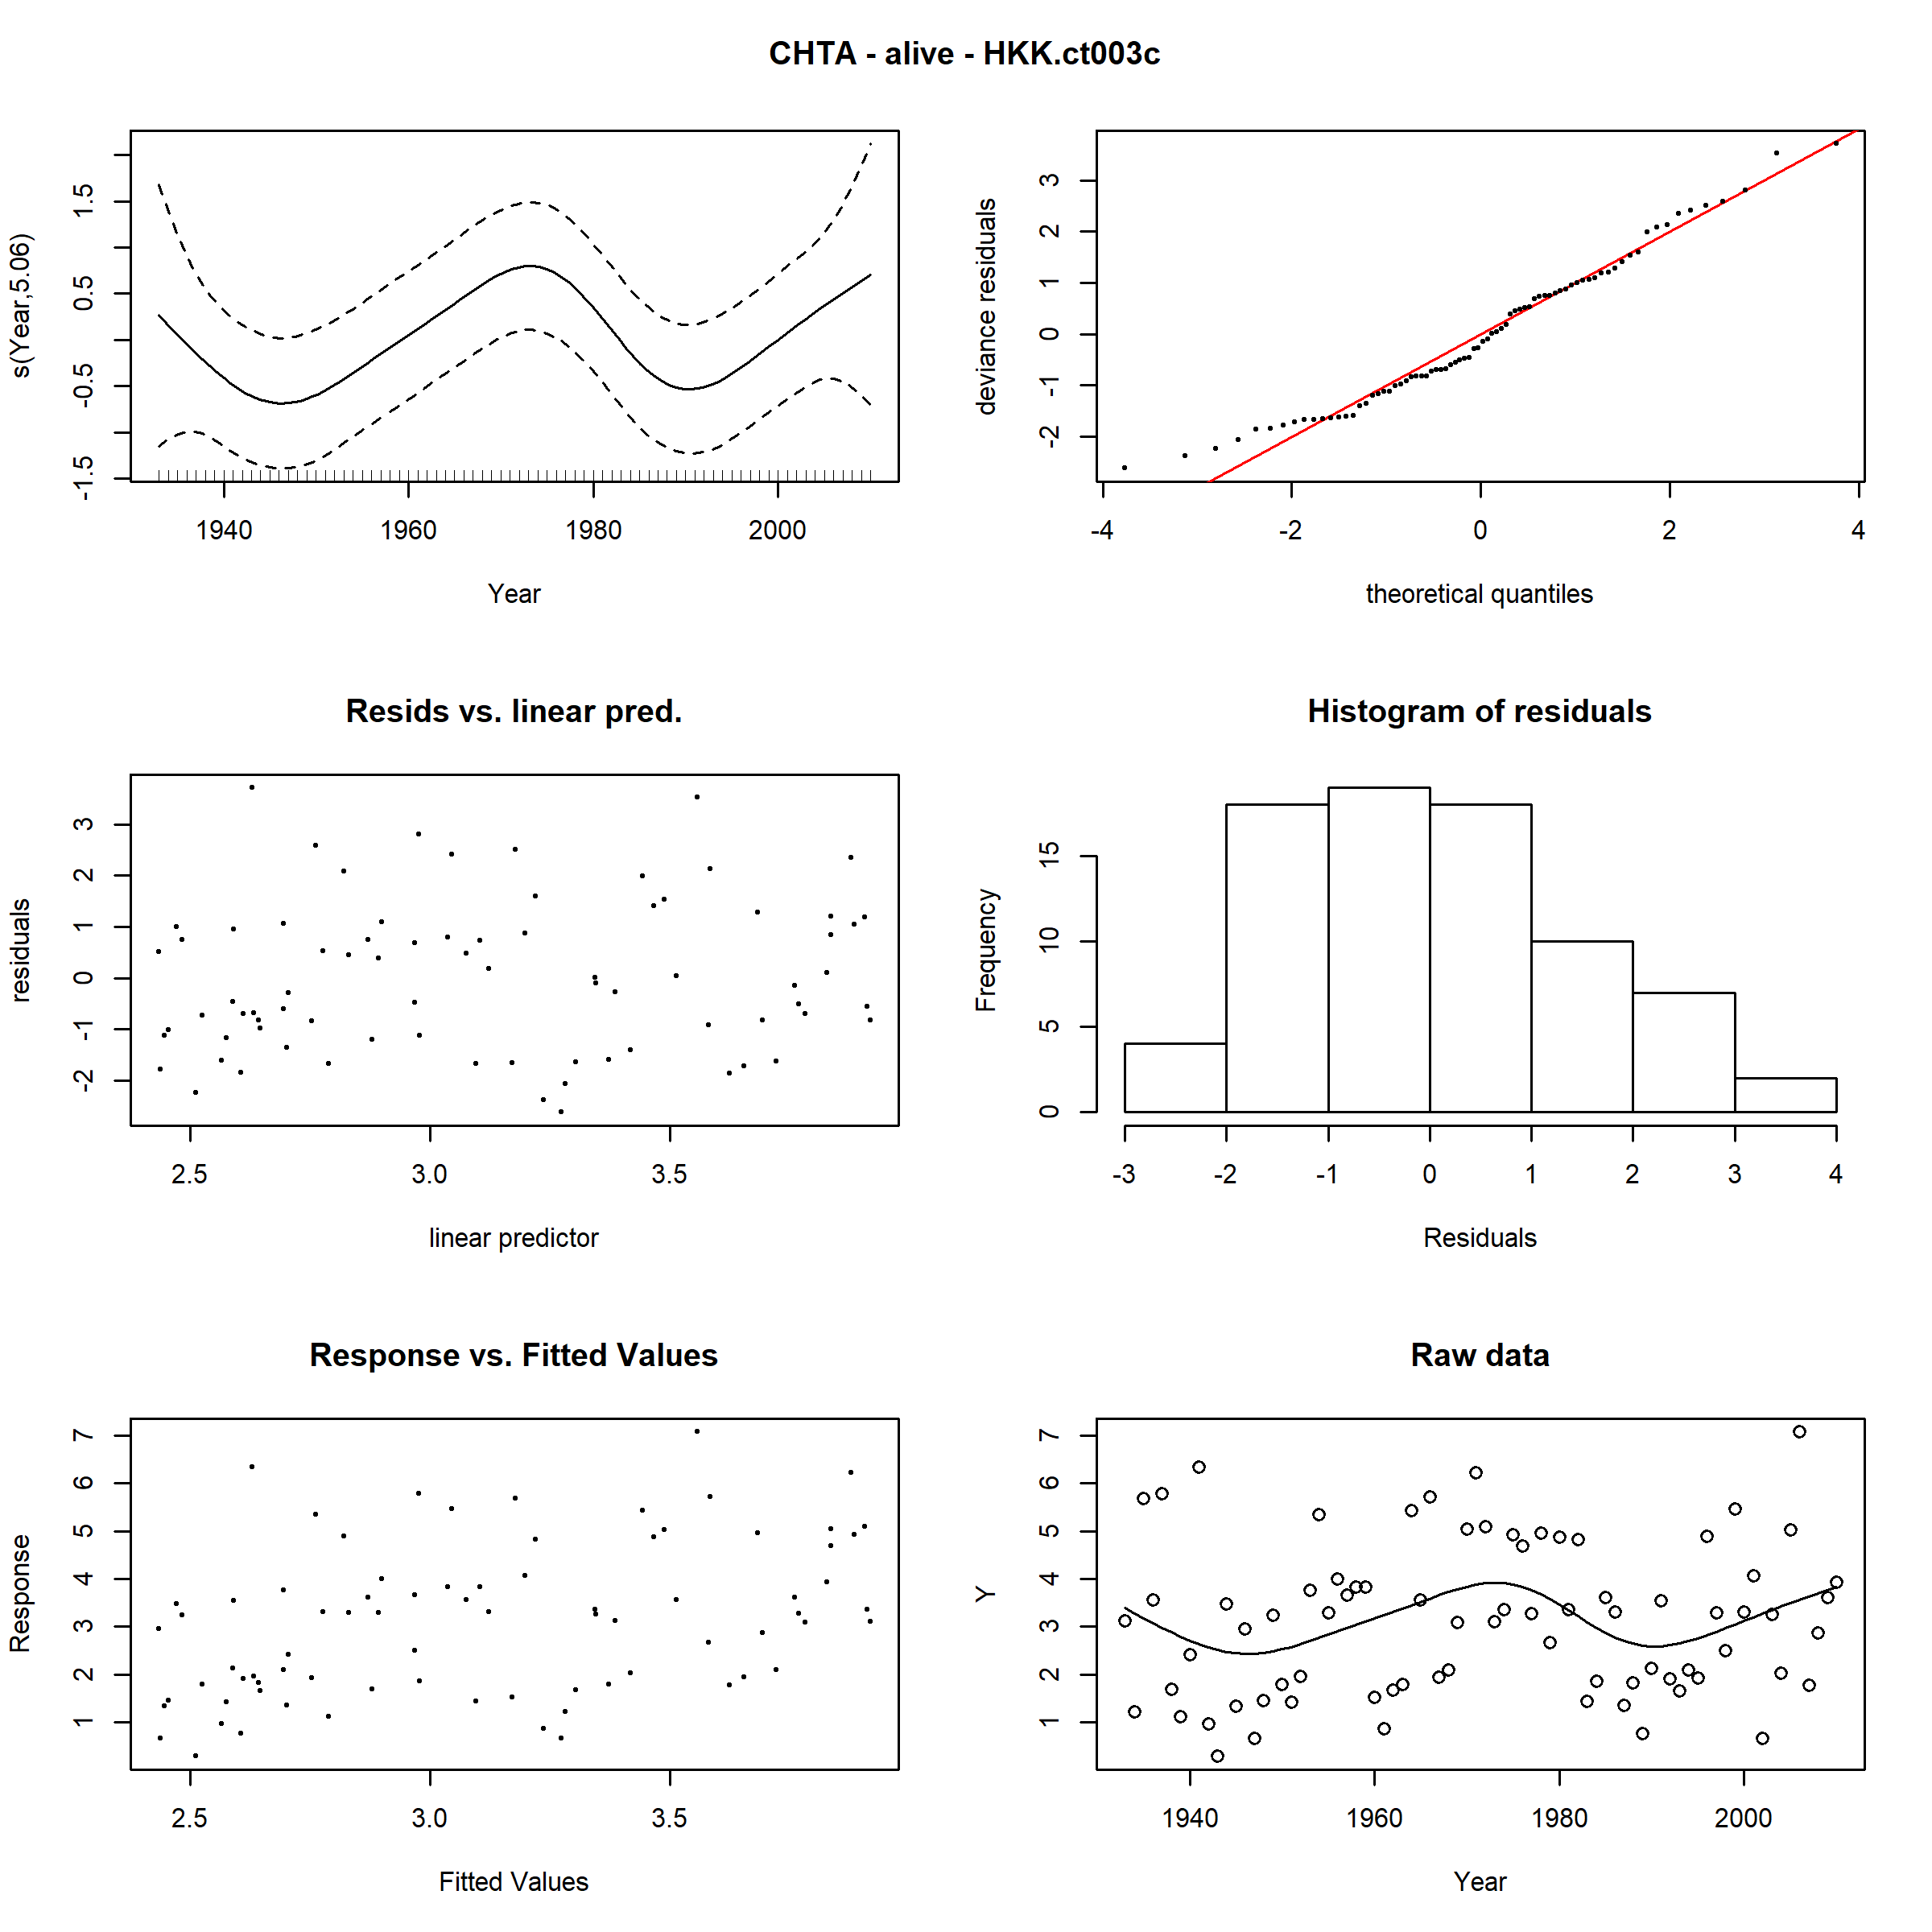 CHTA - alive - HKK.ct003c
s(Year,5.06)
-1.5 -0.5 0.5 1.5
1940 1960 1980 2000
Year
deviance residuals
-2 -1 0 1 2 3
-4 -2 0 2 4
theoretical quantiles
Resids vs. linear pred.
residuals
-2 -1 0 1 2 3
2.5 3.0 3.5
linear predictor
Histogram of residuals
Frequency
0 5 10 15
-3 -2 -1 0 1 2 3 4
Residuals
Response vs. Fitted Values
Response
1 2 3 4 5 6 7
2.5 3.0 3.5
Fitted Values
Raw data
Y
1 2 3 4 5 6 7
1940 1960 1980 2000
Year